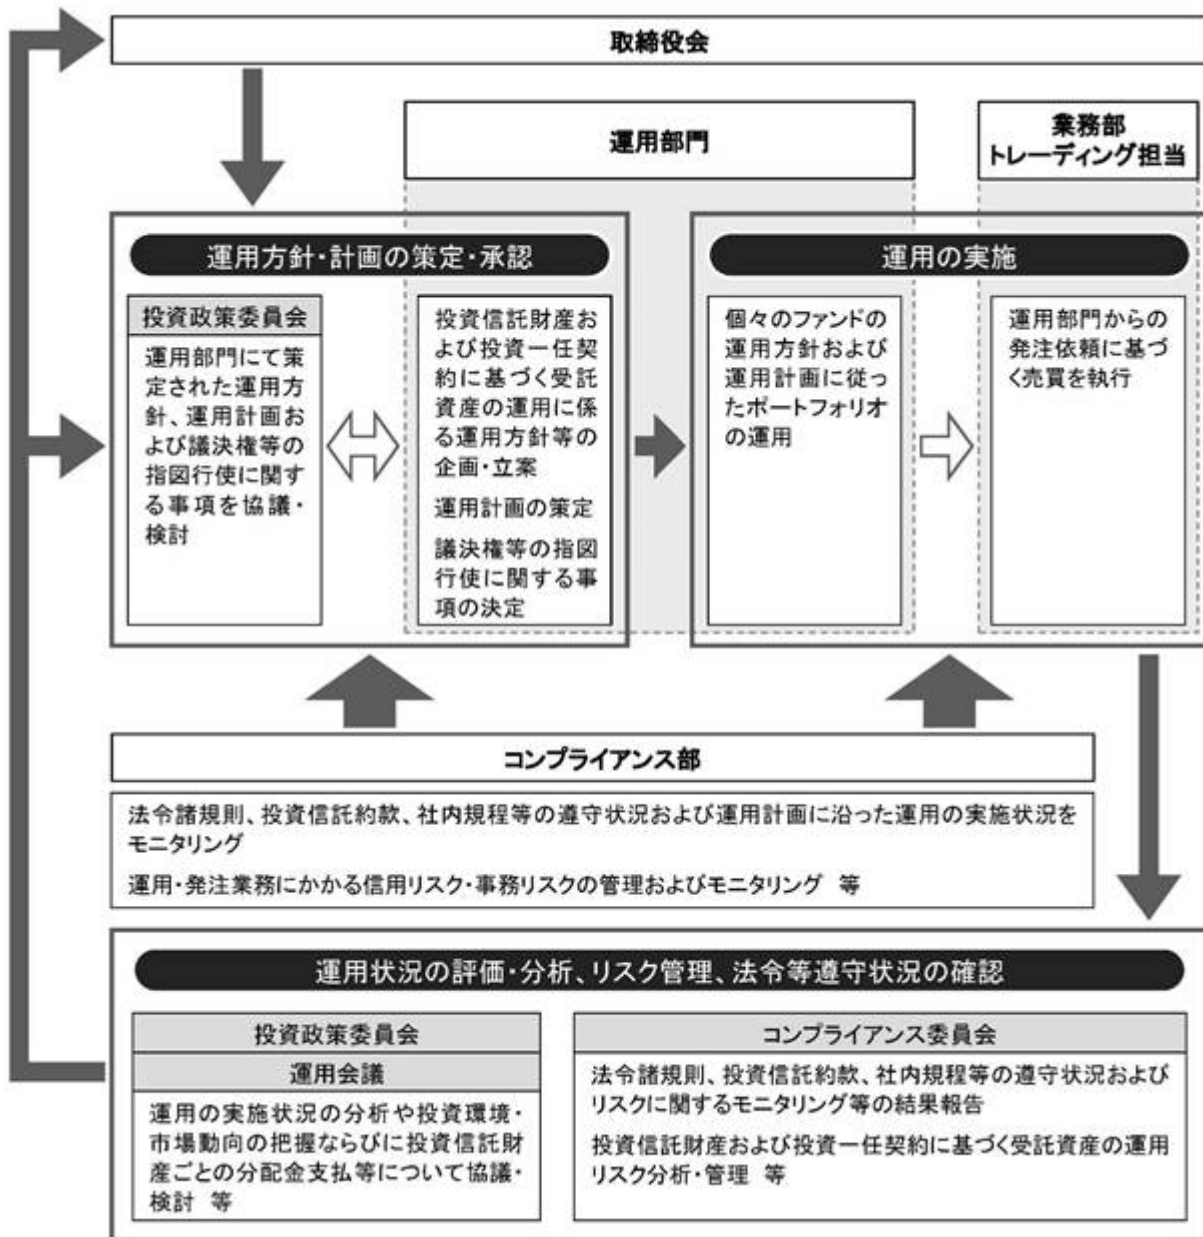 取締役会
運用部門
業務部
トレーディング担当
運用方針・計画の策定・承認
投資政策委員会
運用部門にて策
定された運用方
針、運用計画お
よび議決権等の
指図行使に関す
る事項を協議・
検討
投資信託財産お
よび投資一任契
約に基づく受託
資産の運用に係
る運用方針等の
企画・立案
運用計画の策定
議決権等の指図
行使に関する事
項の決定
運用の実施
個々のファンドの
運用方針および
運用計画に従っ
たポートフォリオ
の運用
運用部門からの
発注依頼に基づ
く売買を執行
コンプライアンス部
法令諸規則、投資信託約款、社内規程等の遵守状況および運用計画に沿った運用の実施状況を
モニタリング
運用・発注業務にかかる信用リスク・事務リスクの管理およびモニタリング 等
運用状況の評価・分析、リスク管理、法令等遵守状況の確認
投資政策委員会
運用会議
運用の実施状況の分析や投資環境・
市場動向の把握ならびに投資信託財
産ごとの分配金支払等について協議・
検討 等
コンプライアンス委員会
法令諸規則、投資信託約款、社内規程等の遵守状況および
リスクに関するモニタリング等の結果報告
投資信託財産および投資一任契約に基づく受託資産の運用
リスク分析・管理 等